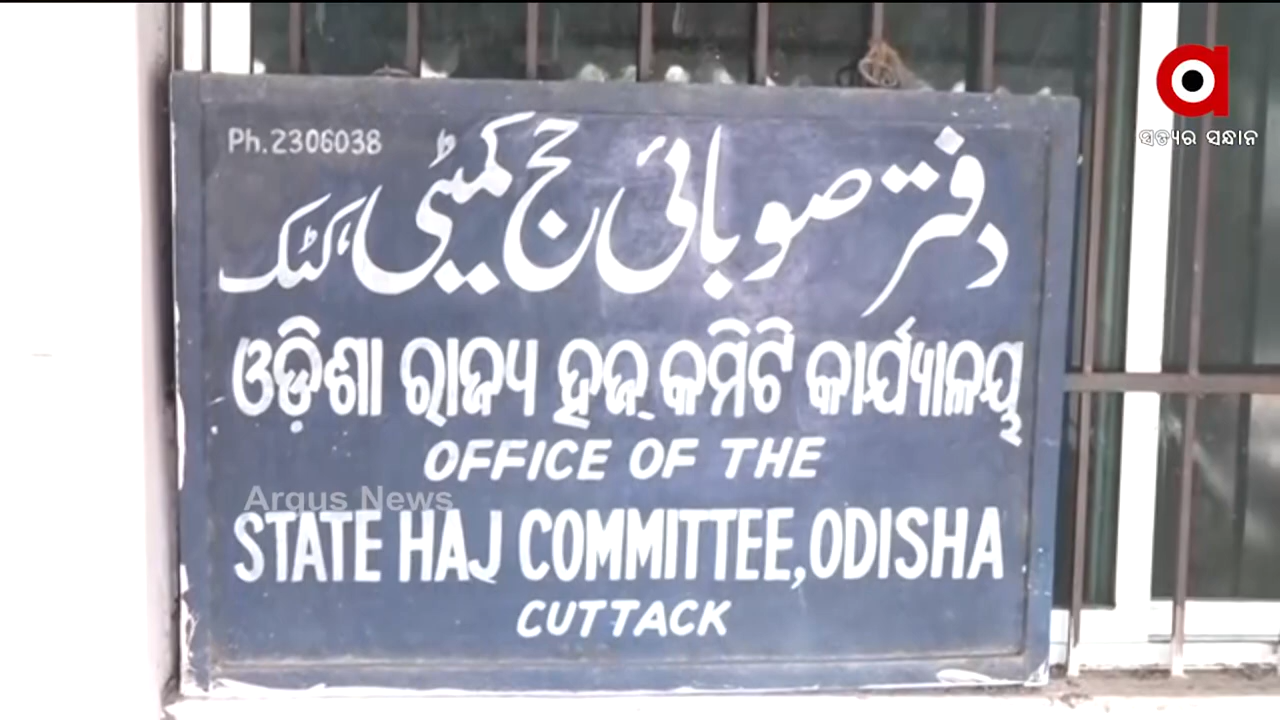 Ph.2306038
دفتر صوبائی حج کمیٹی، کٹک
ଓଡ଼ିଶା ରାଜ୍ୟ ହଜ୍ କମିଟି କାର୍ଯ୍ୟାଳୟ
OFFICE OF THE
Argus News
STATE HAJ COMMITTEE, ODISHA
CUTTACK
ସତ୍ୟର ସନ୍ଧାନ